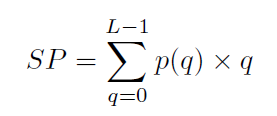 SP = \sum_{q=0}^{L-1} p(q) \times q